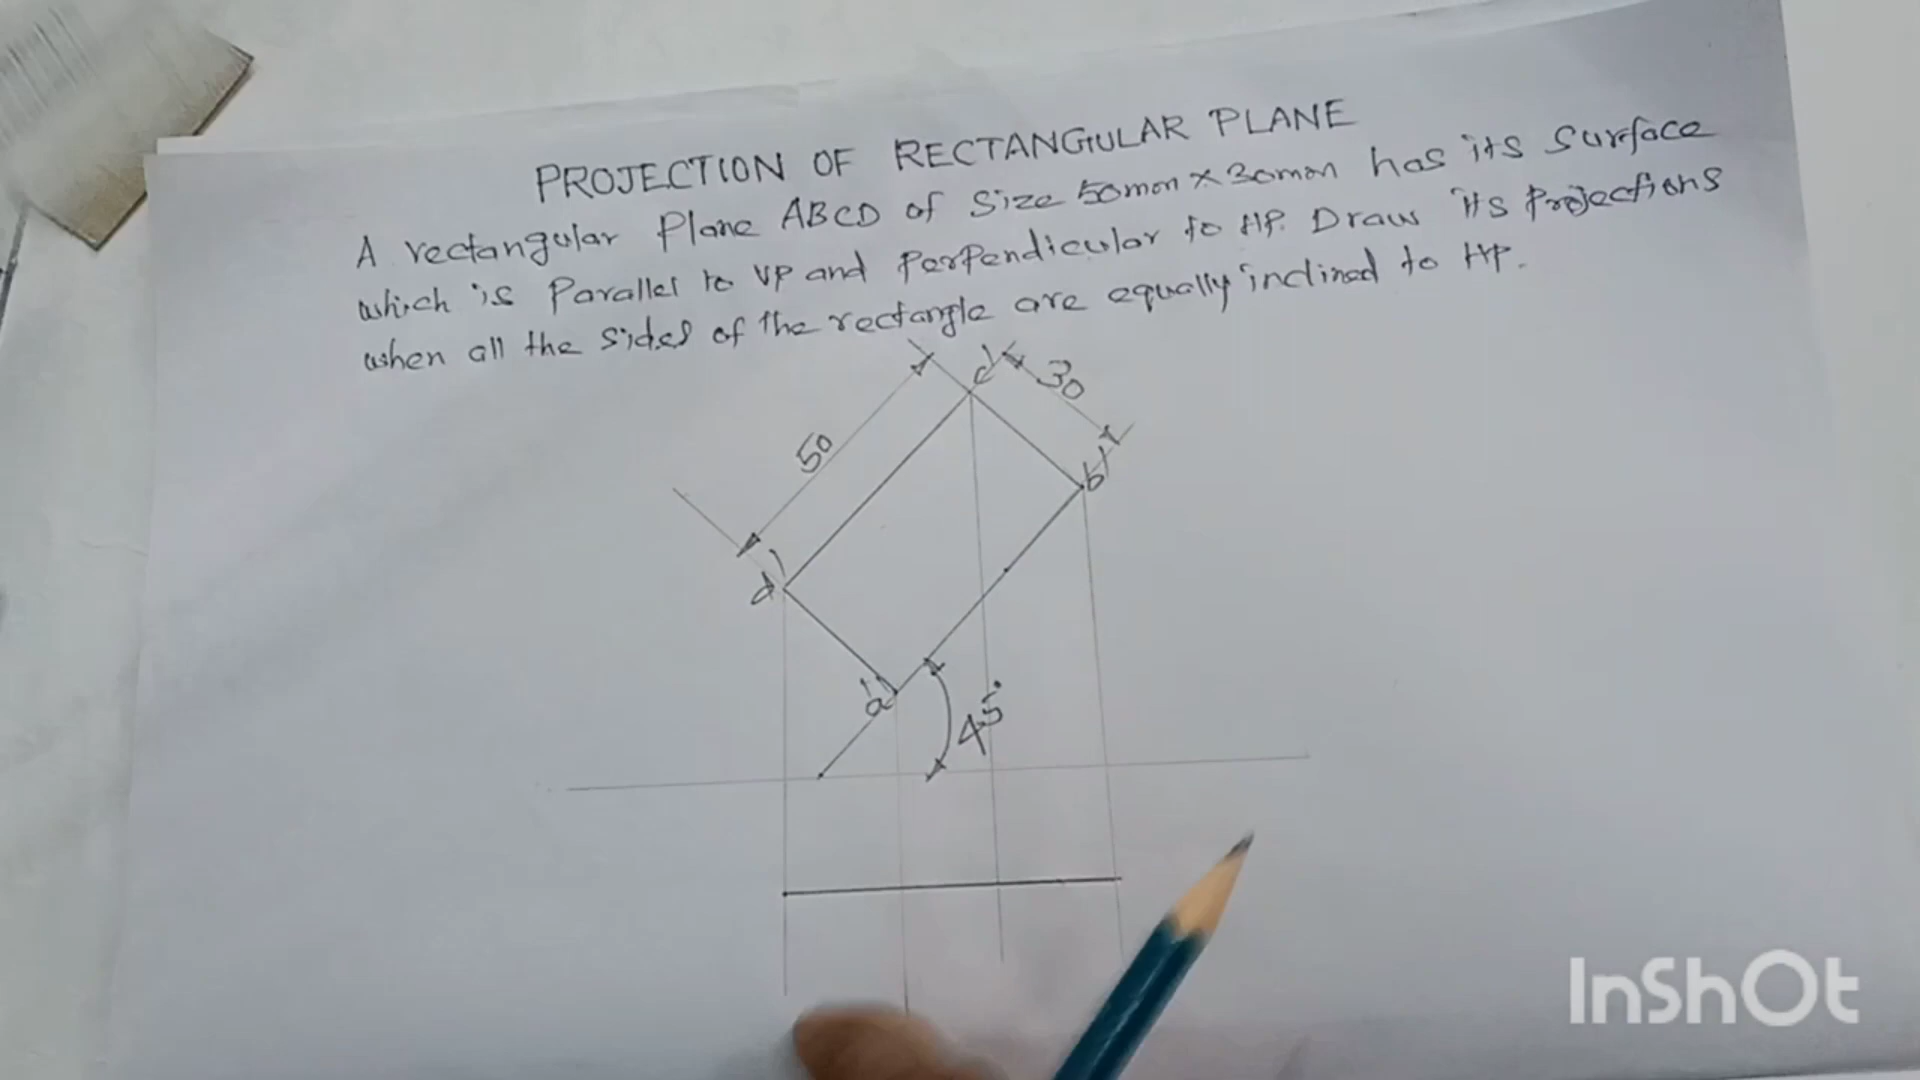 PROJECTION OF RECTANGULAR PLANE
A rectangular Plane ABCD of Size 50mm × 30mm has its Surface
which is Parallel to VP and Perpendicular to HP. Draw its Projections
when all the sides of the rectangle are equally inclined to HP.
c'
30
50
b'
d'
a'
45°
InShOt